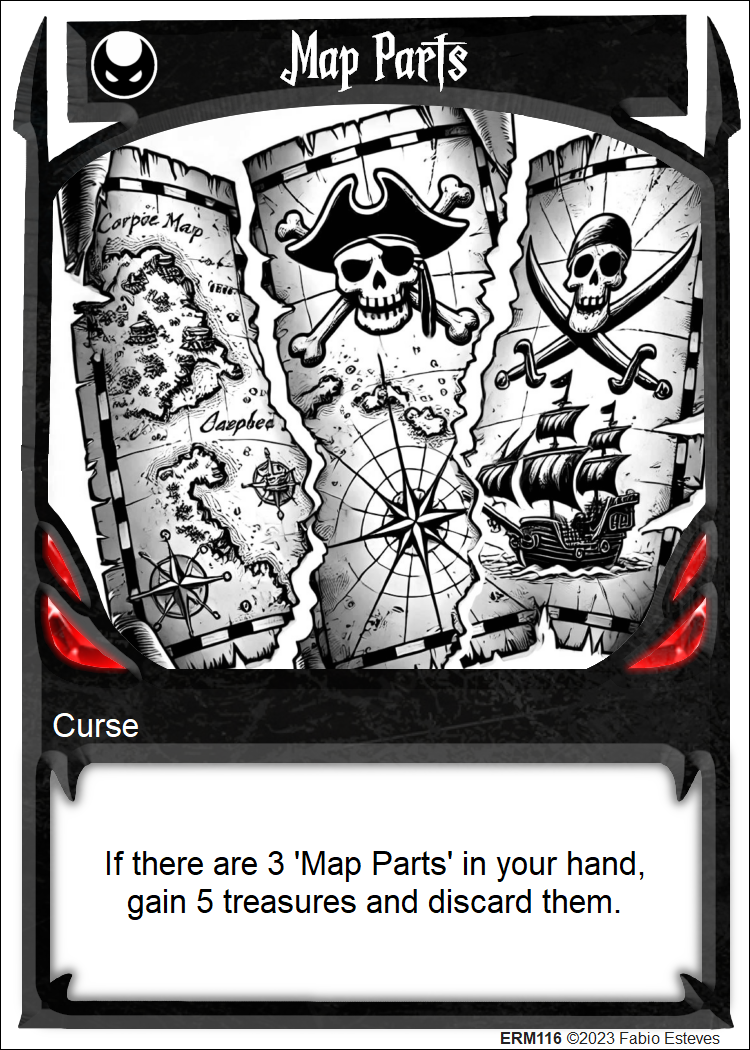 Map Parts
Corpoe Map
Curse
If there are 3 'Map Parts' in your hand,
gain 5 treasures and discard them.
ERM116 ©2023 Fabio Esteves